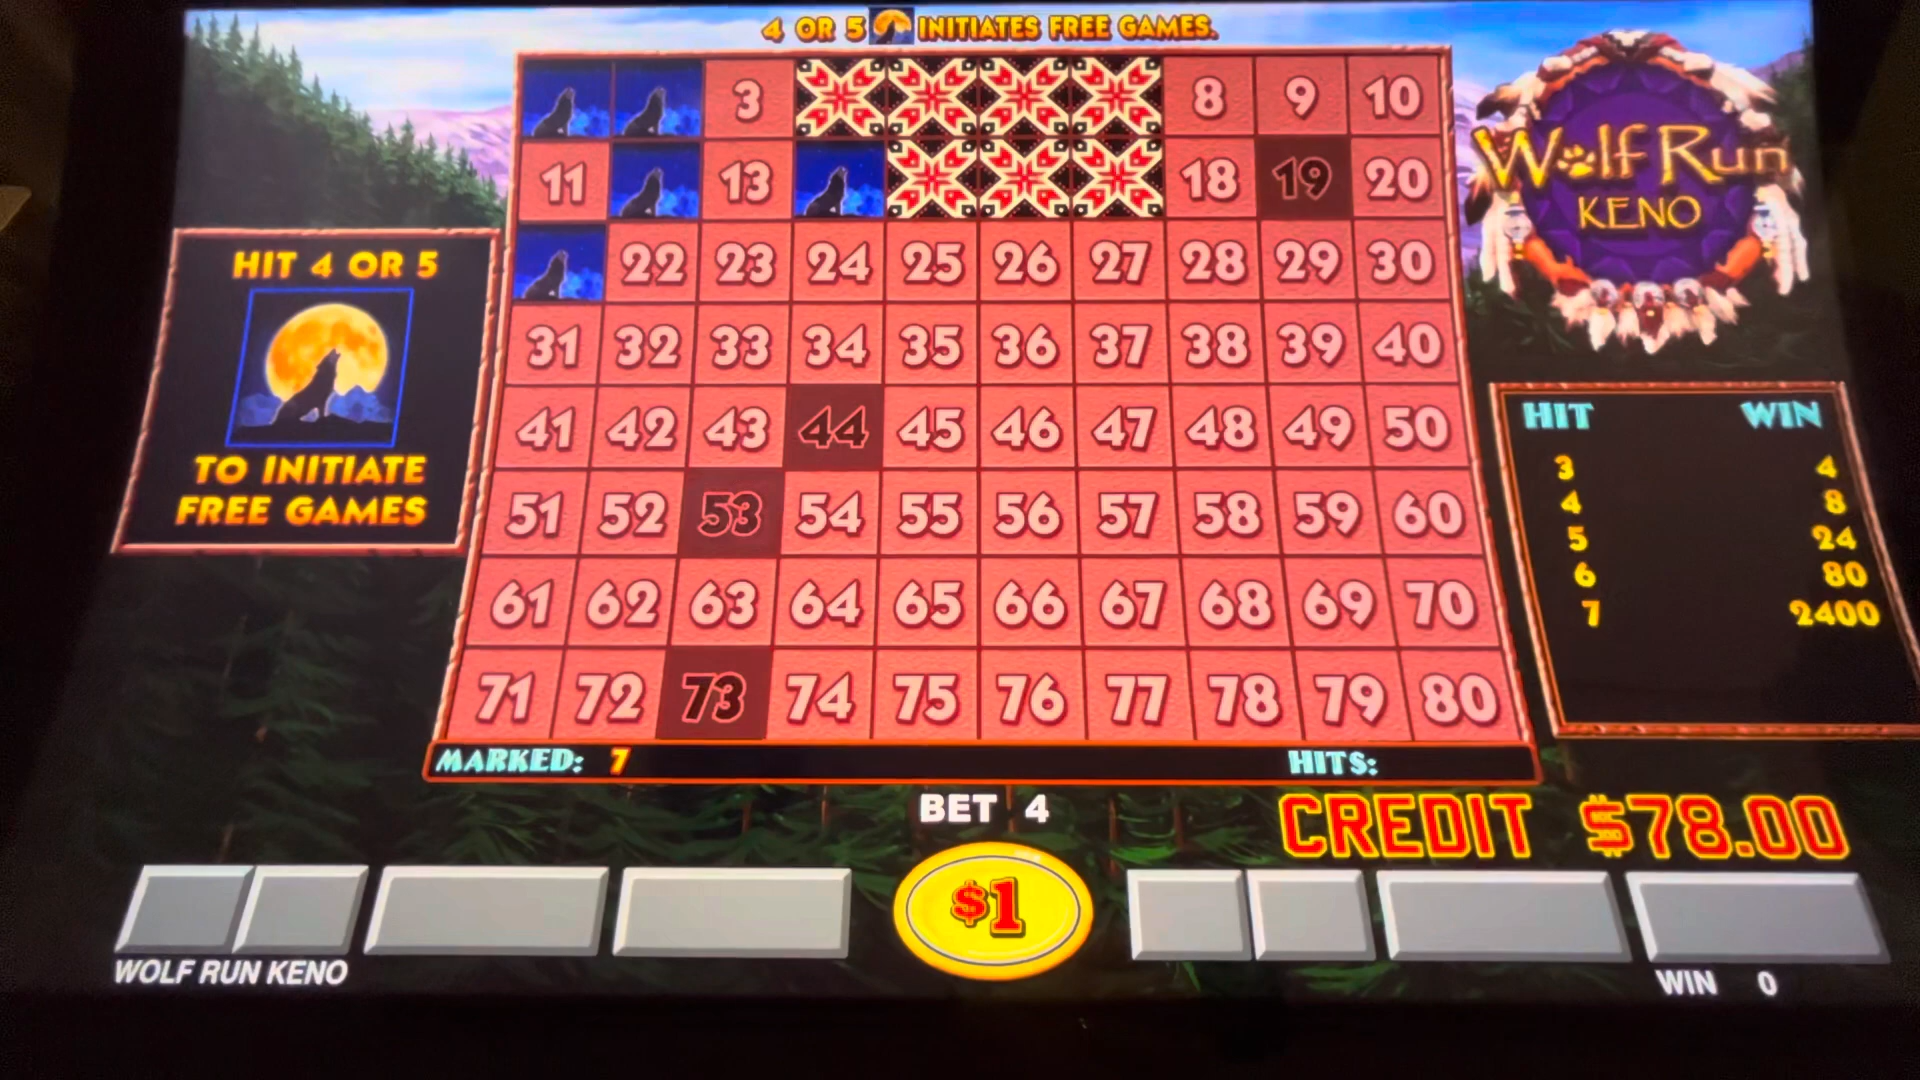 4 OR 5 INITIATES FREE GAMES.
Wolf Run
KENO
HIT 4 OR 5
TO INITIATE
FREE GAMES
3 8 9 10
11 13 18 19 20
22 23 24 25 26 27 28 29 30
31 32 33 34 35 36 37 38 39 40
41 42 43 44 45 46 47 48 49 50
51 52 53 54 55 56 57 58 59 60
61 62 63 64 65 66 67 68 69 70
71 72 73 74 75 76 77 78 79 80
HIT WIN
3 4
4 8
5 24
6 80
7 2400
MARKED: 7 HITS:
BET 4
CREDIT $78.00
$1
WOLF RUN KENO
WIN 0